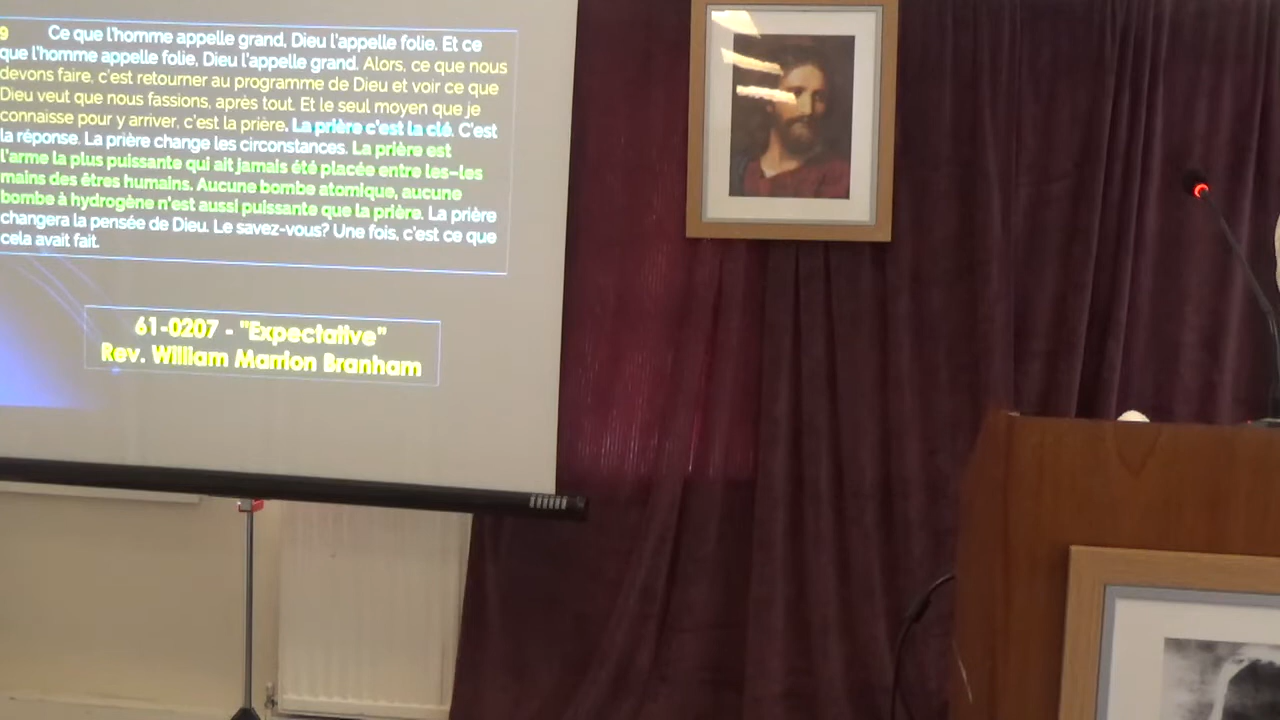 9 Ce que l'homme appelle grand, Dieu l'appelle folie. Et ce
que l'homme appelle folie, Dieu l'appelle grand. Alors, ce que nous
devons faire, c'est retourner au programme de Dieu et voir ce que
Dieu veut que nous fassions, après tout. Et le seul moyen que je
connaisse pour y arriver, c'est la prière. La prière c'est la clé. C'est
la réponse. La prière change les circonstances. La prière est
l'arme la plus puissante qui ait jamais été placée entre les–les
mains des êtres humains. Aucune bombe atomique, aucune
bombe à hydrogène n'est aussi puissante que la prière. La prière
changera la pensée de Dieu. Le savez-vous? Une fois, c'est ce que
cela avait fait.
61-0207 - "Expectative"
Rev. William Marrion Branham